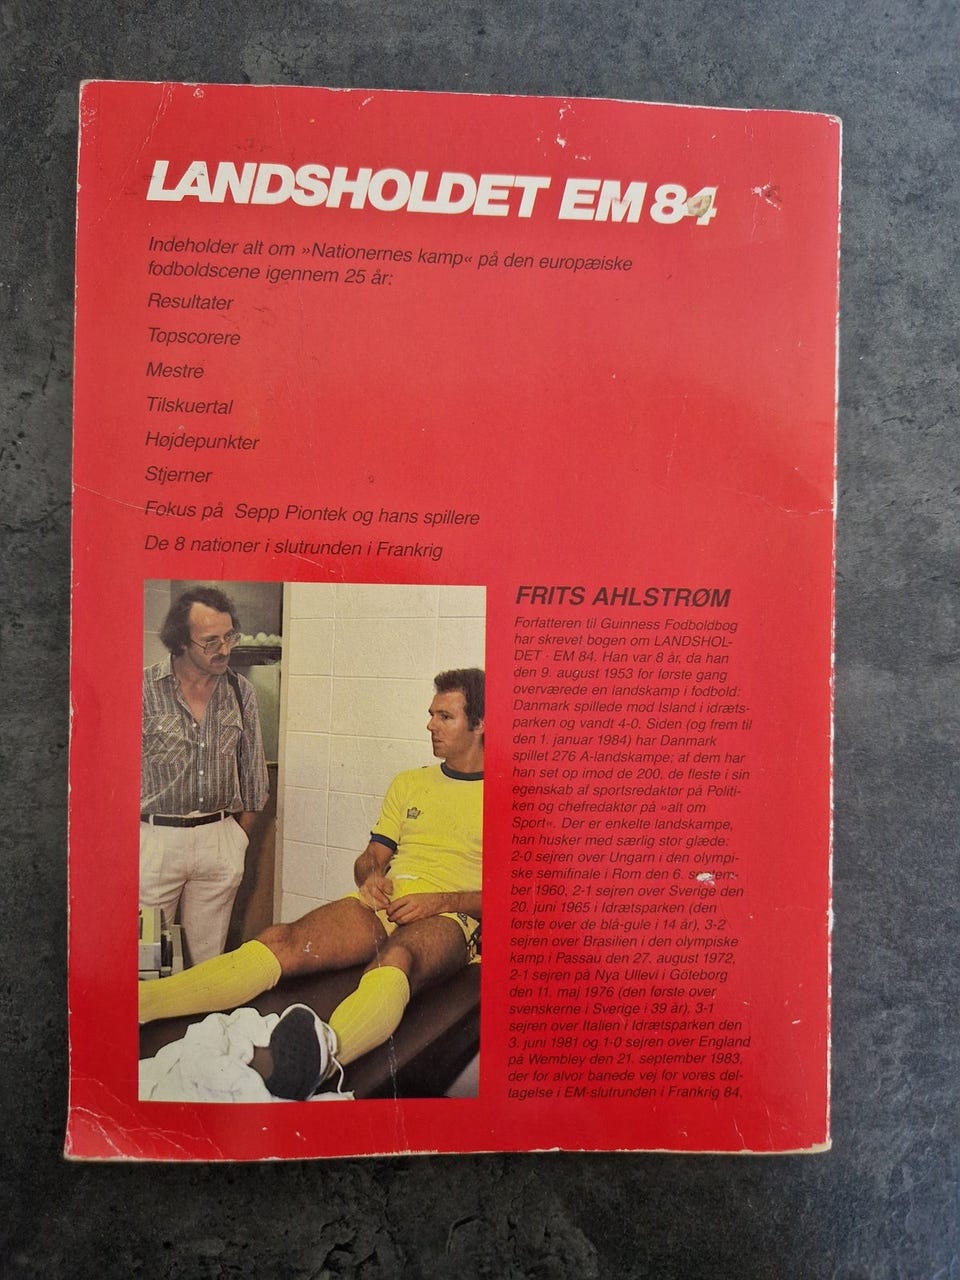 LANDSHOLDET EM 84
Indeholder alt om »Nationernes kamp« på den europæiske
fodboldscene igennem 25 år:
Resultater
Topscorere
Mestre
Tilskuertal
Højdepunkter
Stjerner
Fokus på Sepp Piontek og hans spillere
De 8 nationer i slutrunden i Frankrig
FRITS AHLSTRØM
Forfatteren til Guinness Fodboldbog
har skrevet bogen om LANDSHOL-
DET - EM 84. Han var 8 år, da han
den 9. august 1953 for første gang
overværede en landskamp i fodbold:
Danmark spillede mod Island i idræts-
parken og vandt 4-0. Siden (og frem til
den 1. januar 1984) har Danmark
spillet 276 A-landskampe; af dem har
han set op imod de 200, de fleste i sin
egenskab af sportsredaktør på Politi-
ken og chefredaktør på »alt om
Sport«. Der er enkelte landskampe,
han husker med særlig stor glæde:
2-0 sejren over Ungarn i den olympi-
ske semifinale i Rom den 6. septem-
ber 1960, 2-1 sejren over Sverige den
20. juni 1965 i Idrætsparken (den
første over de blå-gule i 14 år), 3-2
sejren over Brasilien i den olympiske
kamp i Passau den 27. august 1972,
2-1 sejren på Nya Ullevi i Göteborg
den 11. maj 1976 (den første over
svenskerne i Sverige i 39 år), 3-1
sejren over Italien i Idrætsparken den
3. juni 1981 og 1-0 sejren over England
på Wembley den 21. september 1983,
der for alvor banede vej for vores del-
tagelse i EM-slutrunden i Frankrig 84.